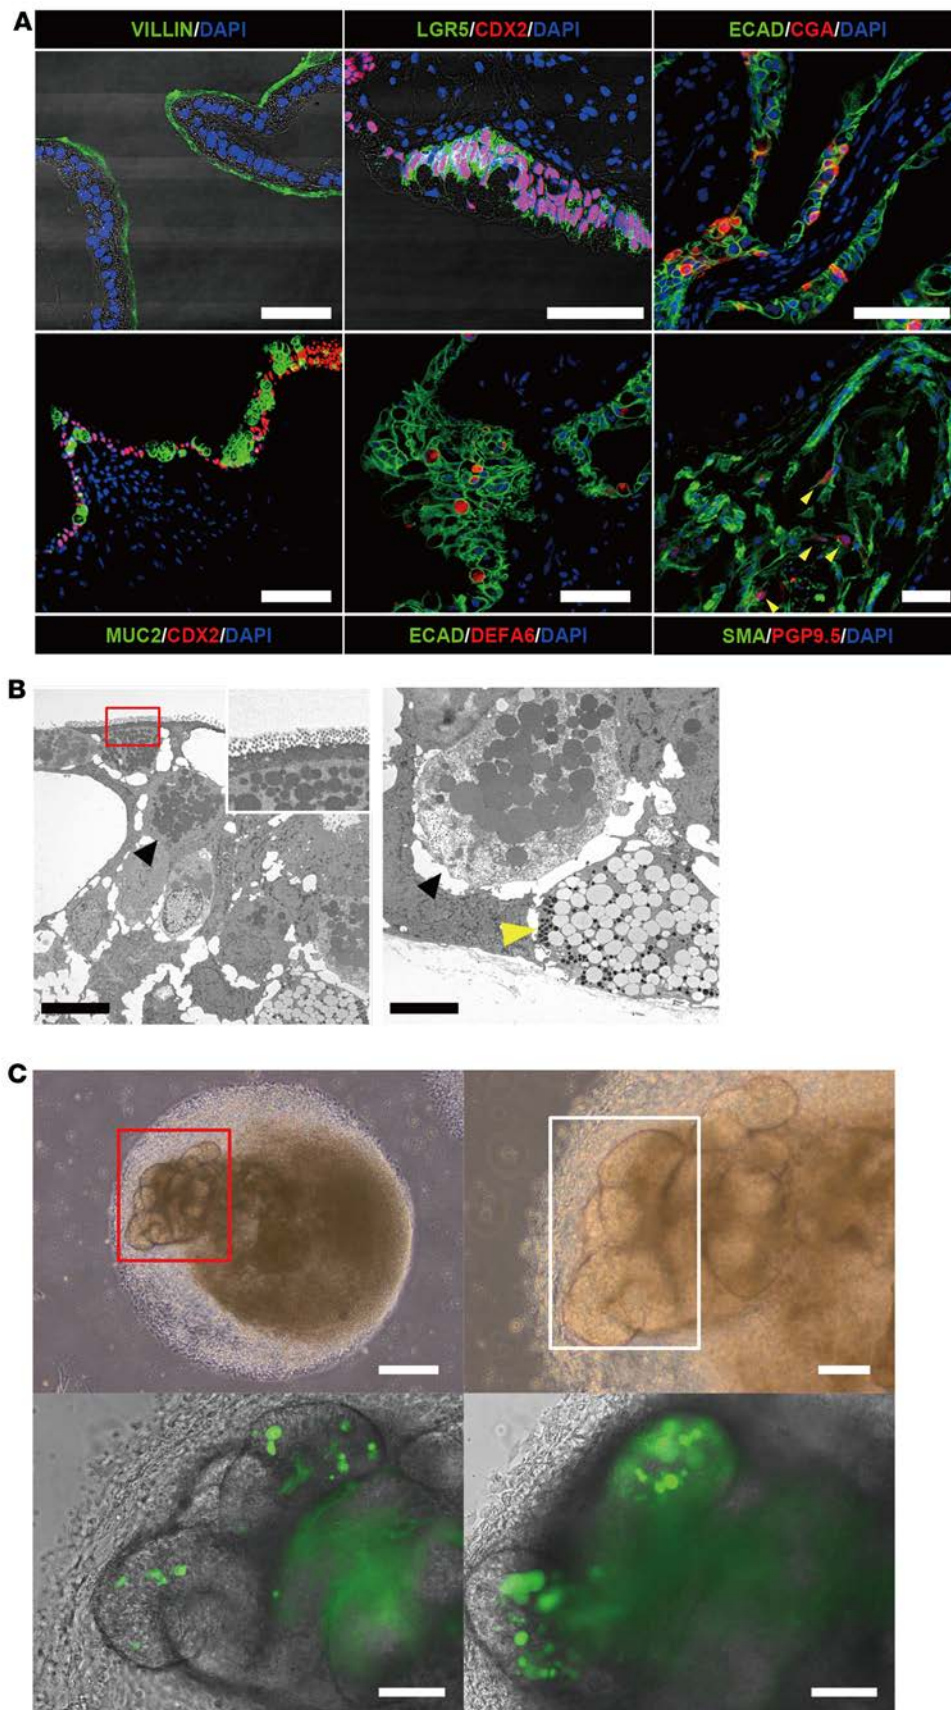 A
VILLIN/DAPI
LGR5/CDX2/DAPI
ECAD/CGA/DAPI
MUC2/CDX2/DAPI
ECAD/DEFA6/DAPI
SMA/PGP9.5/DAPI
B
C